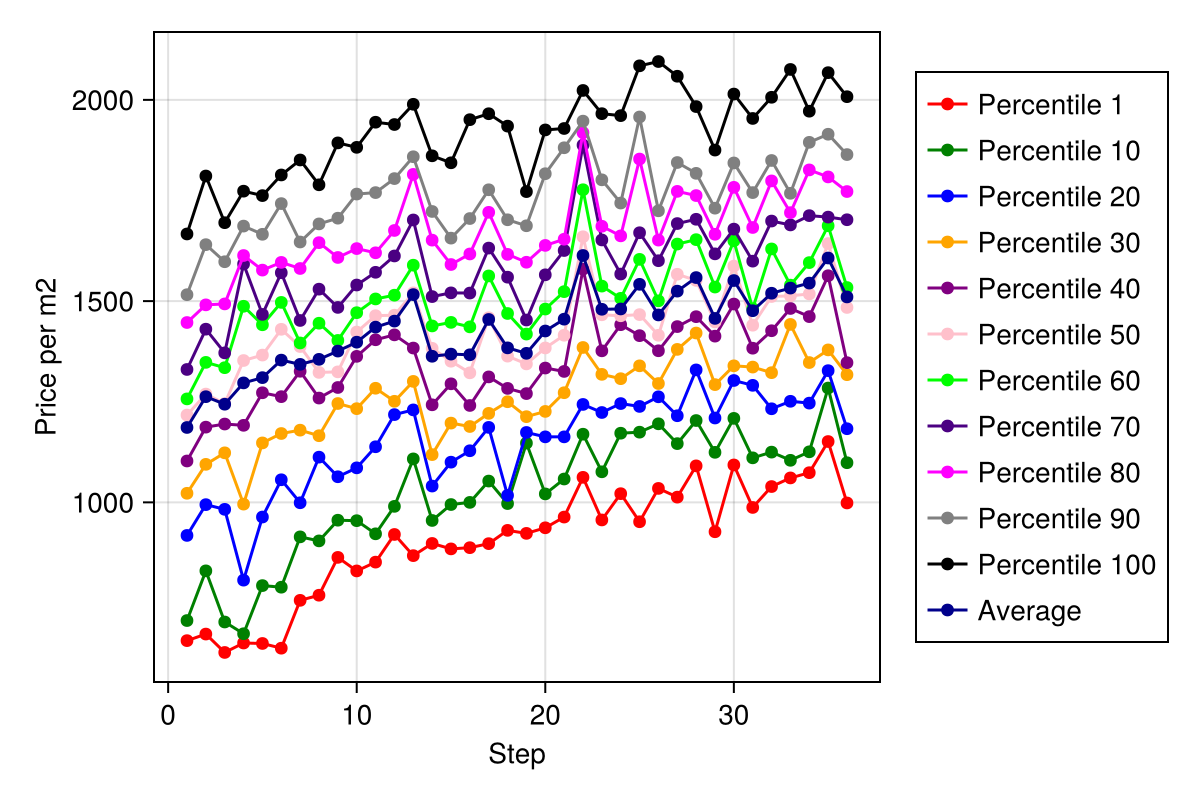 2000
1500
1000
Price per m2
0
10
20
30
Step
Percentile 1
Percentile 10
Percentile 20
Percentile 30
Percentile 40
Percentile 50
Percentile 60
Percentile 70
Percentile 80
Percentile 90
Percentile 100
Average